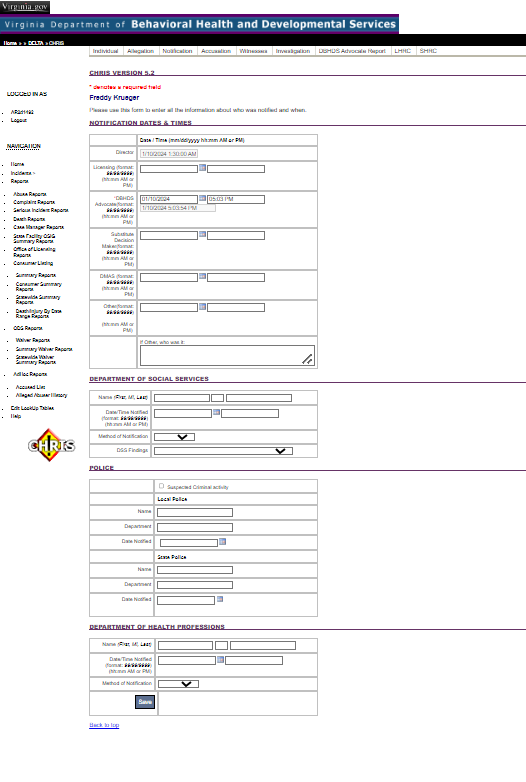 Virginia.gov
Virginia Department of Behavioral Health and Developmental Services
Home » » DELTA » CHRIS
Individual Allegation Notification Accusation Witnesses Investigation DBHDS Advocate Report LHRC SHRC
CHRIS VERSION 5.2
* denotes a required field
Freddy Krueger
Please use this form to enter all the information about who was notified and when.
LOGGED IN AS
Logout
NAVIGATION
Home
Incidents
Reports
Abuse Reports
Complaint Reports
Serious Incident Reports
Death Reports
Case Manager Reports
State Facility OSIG
Summary Reports
Office of Licensing
Reports
Consumer Listing
Summary Reports
Consumer Summary
Reports
Statewide Summary
Reports
Death/Injury By Date
Range Reports
ODS Reports
Waiver Reports
Summary Waiver Reports
Statewide Waiver
Summary Reports
AdHoc Reports
Accused List
Alleged Abuser History
Edit LookUp Tables
Help
CHRIS
NOTIFICATION DATES & TIMES
Date / Time (mm/dd/yyyy hh:mm AM or PM)
Director
1/10/2024 1:30:00 AM
Licensing (format:
##/##/####)
(hh:mm AM or
PM)
*DBHDS
Advocate(format:
##/##/####)
(hh:mm AM or
PM)
01/10/2024 05:03 PM
1/10/2024 5:03:54 PM
Substitute
Decision
Maker(format:
##/##/####)
(hh:mm AM or
PM)
DMAS (format:
##/##/####)
(hh:mm AM or
PM)
Other(format:
##/##/####)
(hh:mm AM or
PM)
If Other, who was it:
DEPARTMENT OF SOCIAL SERVICES
Name (First, MI, Last)
Date/Time Notified
(format: ##/##/####)
(hh:mm AM or PM)
Method of Notification
DSS Findings
POLICE
Suspected Criminal activity
Local Police
Name
Department
Date Notified
State Police
Name
Department
Date Notified
DEPARTMENT OF HEALTH PROFESSIONS
Name (First, MI, Last)
Date/Time Notified
(format: ##/##/####)
(hh:mm AM or PM)
Method of Notification
Save
Back to top